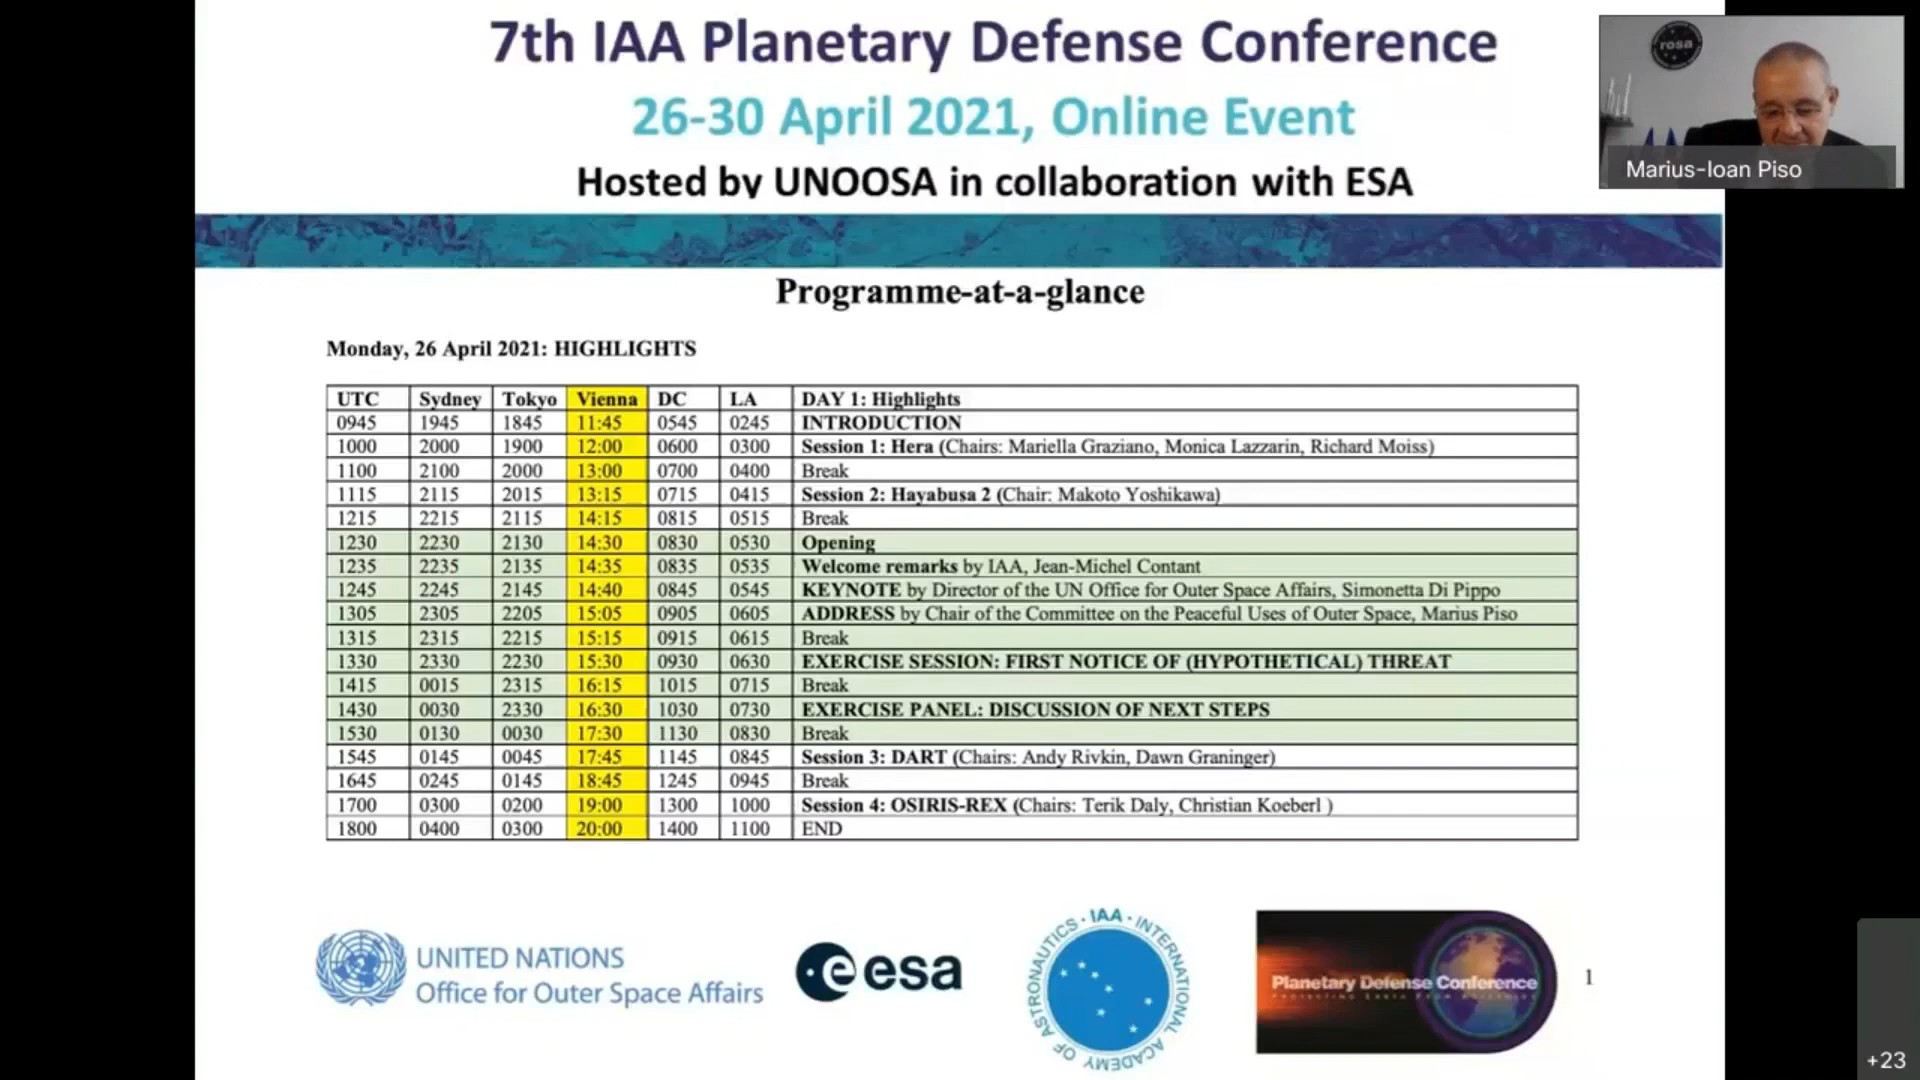 7th IAA Planetary Defense Conference
26-30 April 2021, Online Event
Hosted by UNOOSA in collaboration with ESA
rosa
Marius-Ioan Piso
Programme-at-a-glance
Monday, 26 April 2021: HIGHLIGHTS
UTC Sydney Tokyo Vienna DC LA DAY 1: Highlights
0945 1945 1845 11:45 0545 0245 INTRODUCTION
1000 2000 1900 12:00 0600 0300 Session 1: Hera (Chairs: Mariella Graziano, Monica Lazzarin, Richard Moiss)
1100 2100 2000 13:00 0700 0400 Break
1115 2115 2015 13:15 0715 0415 Session 2: Hayabusa 2 (Chair: Makoto Yoshikawa)
1215 2215 2115 14:15 0815 0515 Break
1230 2230 2130 14:30 0830 0530 Opening
1235 2235 2135 14:35 0835 0535 Welcome remarks by IAA, Jean-Michel Contant
1245 2245 2145 14:40 0845 0545 KEYNOTE by Director of the UN Office for Outer Space Affairs, Simonetta Di Pippo
1305 2305 2205 15:05 0905 0605 ADDRESS by Chair of the Committee on the Peaceful Uses of Outer Space, Marius Piso
1315 2315 2215 15:15 0915 0615 Break
1330 2330 2230 15:30 0930 0630 EXERCISE SESSION: FIRST NOTICE OF (HYPOTHETICAL) THREAT
1415 0015 2315 16:15 1015 0715 Break
1430 0030 2330 16:30 1030 0730 EXERCISE PANEL: DISCUSSION OF NEXT STEPS
1530 0130 0030 17:30 1130 0830 Break
1545 0145 0045 17:45 1145 0845 Session 3: DART (Chairs: Andy Rivkin, Dawn Graninger)
1645 0245 0145 18:45 1245 0945 Break
1700 0300 0200 19:00 1300 1000 Session 4: OSIRIS-REX (Chairs: Terik Daly, Christian Koeberl )
1800 0400 0300 20:00 1400 1100 END
UNITED NATIONS
Office for Outer Space Affairs
esa
· IAA · INTERNATIONAL ACADEMY OF ASTRONAUTICS
Planetary Defense Conference
PROTECTING EARTH FROM ASTEROIDS
1
+23